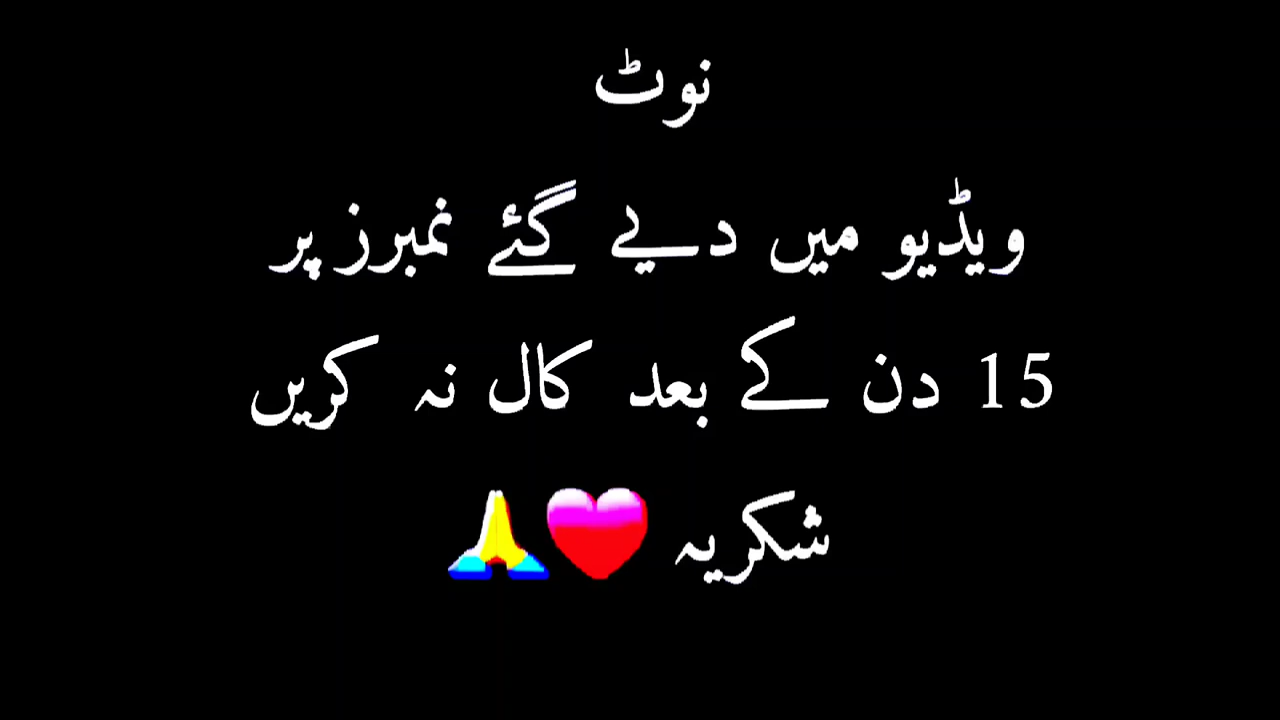 نوٹ
ویڈیو میں دیے گئے نمبرز پر
15 دن کے بعد کال نہ کریں
شکریہ ❤️🙏